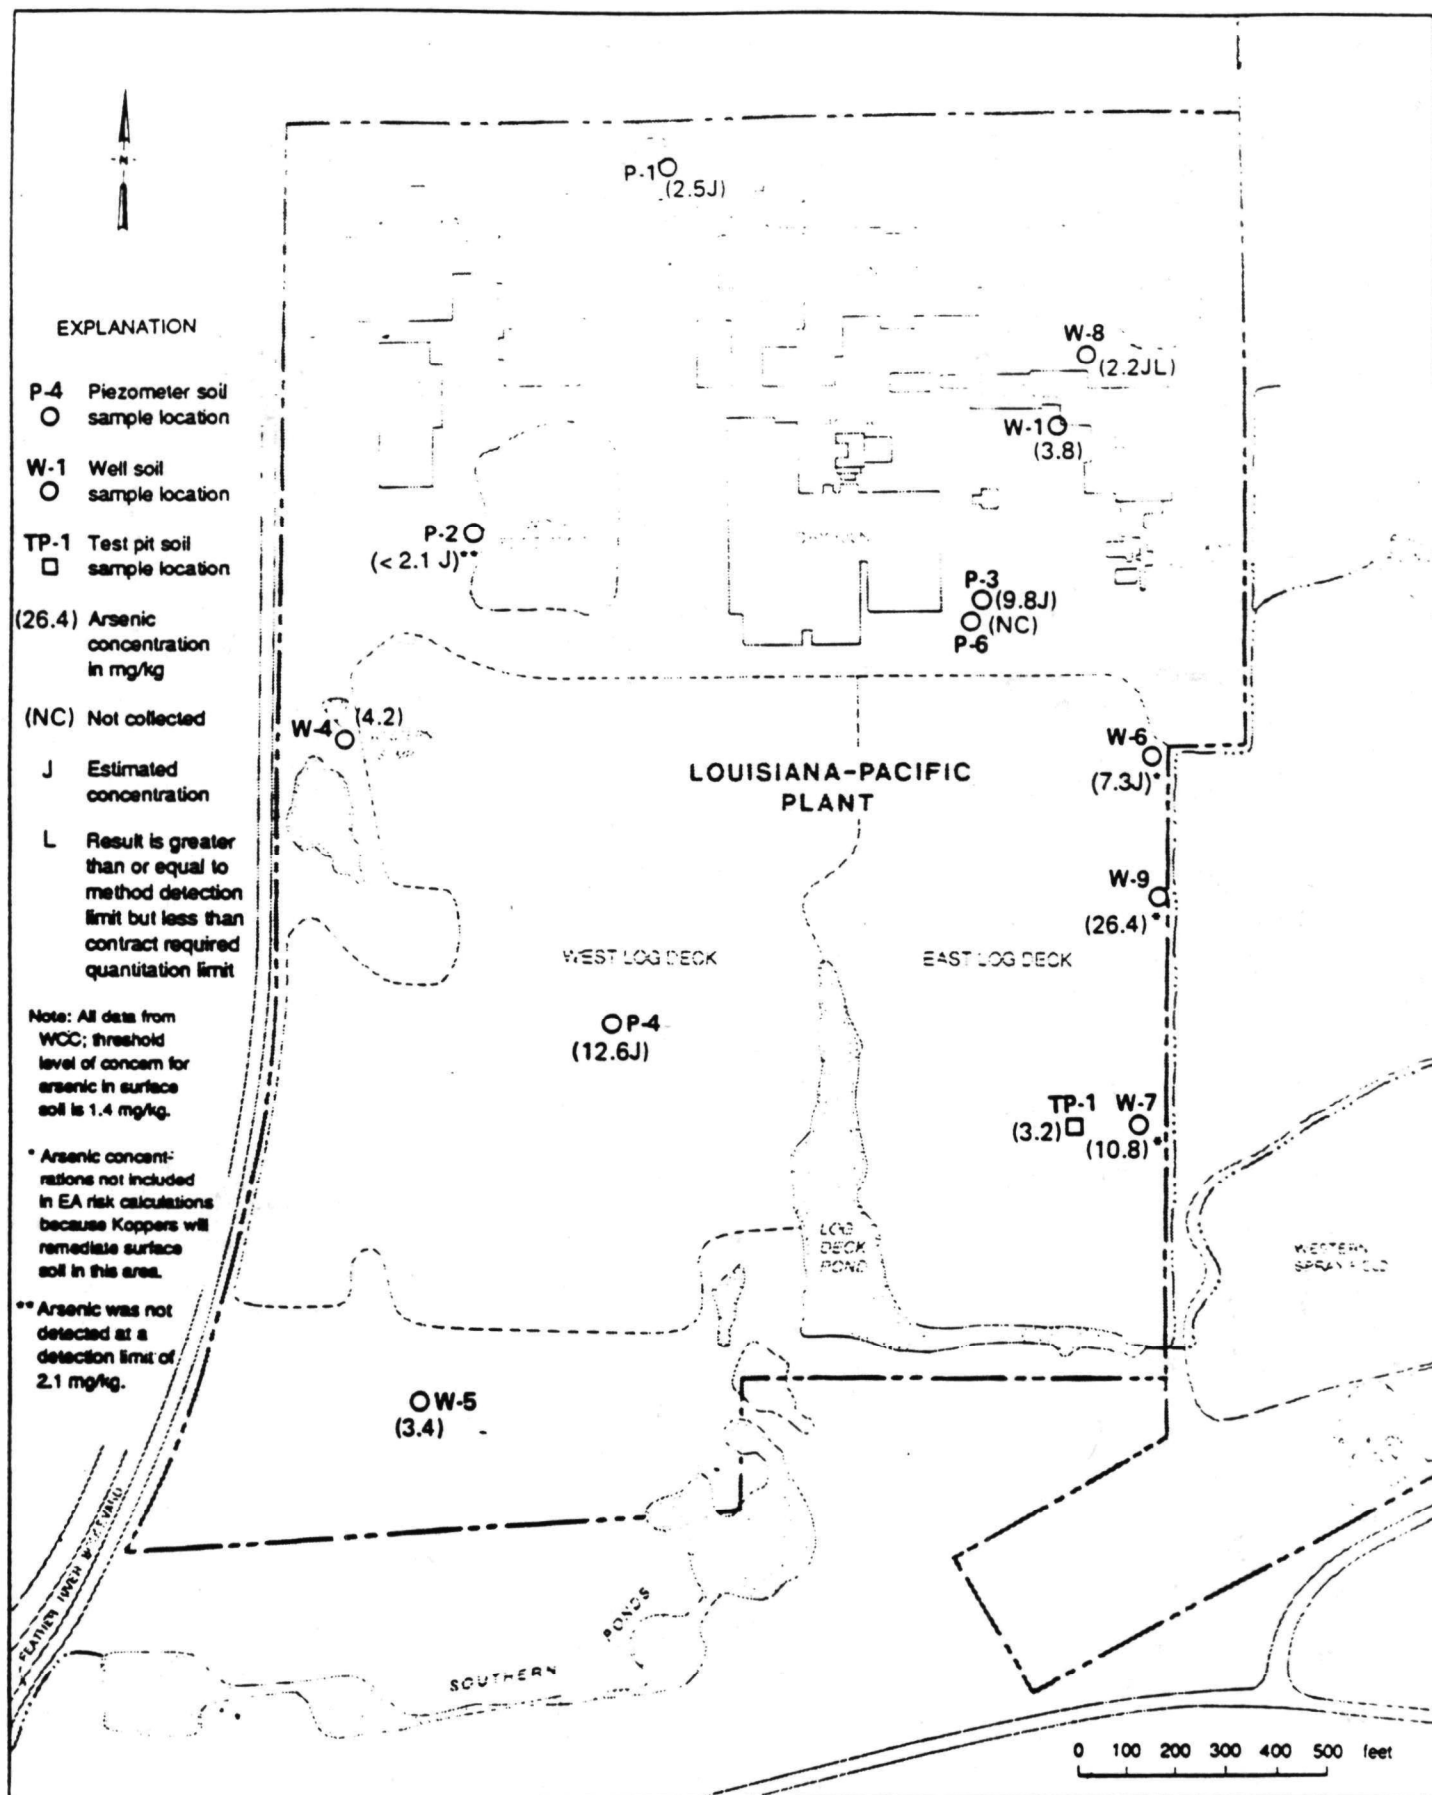 N
EXPLANATION
P-4 Piezometer soil
sample location
W-1 Well soil
sample location
TP-1 Test pit soil
sample location
(26.4) Arsenic
concentration
in mg/kg
(NC) Not collected
J Estimated
concentration
L Result is greater
than or equal to
method detection
limit but less than
contract required
quantitation limit
Note: All data from
WCC; threshold
level of concern for
arsenic in surface
soil is 1.4 mg/kg.
* Arsenic concent-
rations not included
in EA risk calculations
because Koppers will
remediate surface
soil in this area.
** Arsenic was not
detected at a
detection limit of
2.1 mg/kg.
P-1
(2.5J)
W-8
(2.2JL)
W-1
(3.8)
P-2
(< 2.1 J)**
P-3
(9.8J)
(NC)
P-6
W-4
(4.2)
W-6
(7.3J)*
LOUISIANA-PACIFIC
PLANT
W-9
(26.4)*
WEST LOG DECK
EAST LOG DECK
P-4
(12.6J)
TP-1 W-7
(3.2)
(10.8)*
LOG
DECK
POND
WESTERN
SPRAYFIELD
W-5
(3.4)
FEATHER RIVER BOULEVARD
SOUTHERN
PONDS
0 100 200 300 400 500 feet